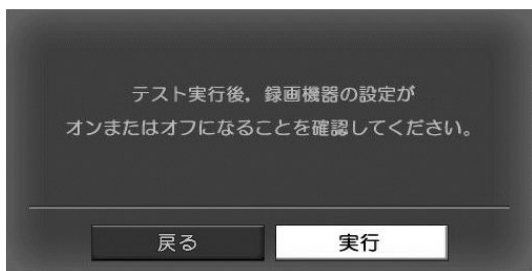 テスト実行後，録画機器の設定が
オンまたはオフになることを確認してください。
戻る
実行